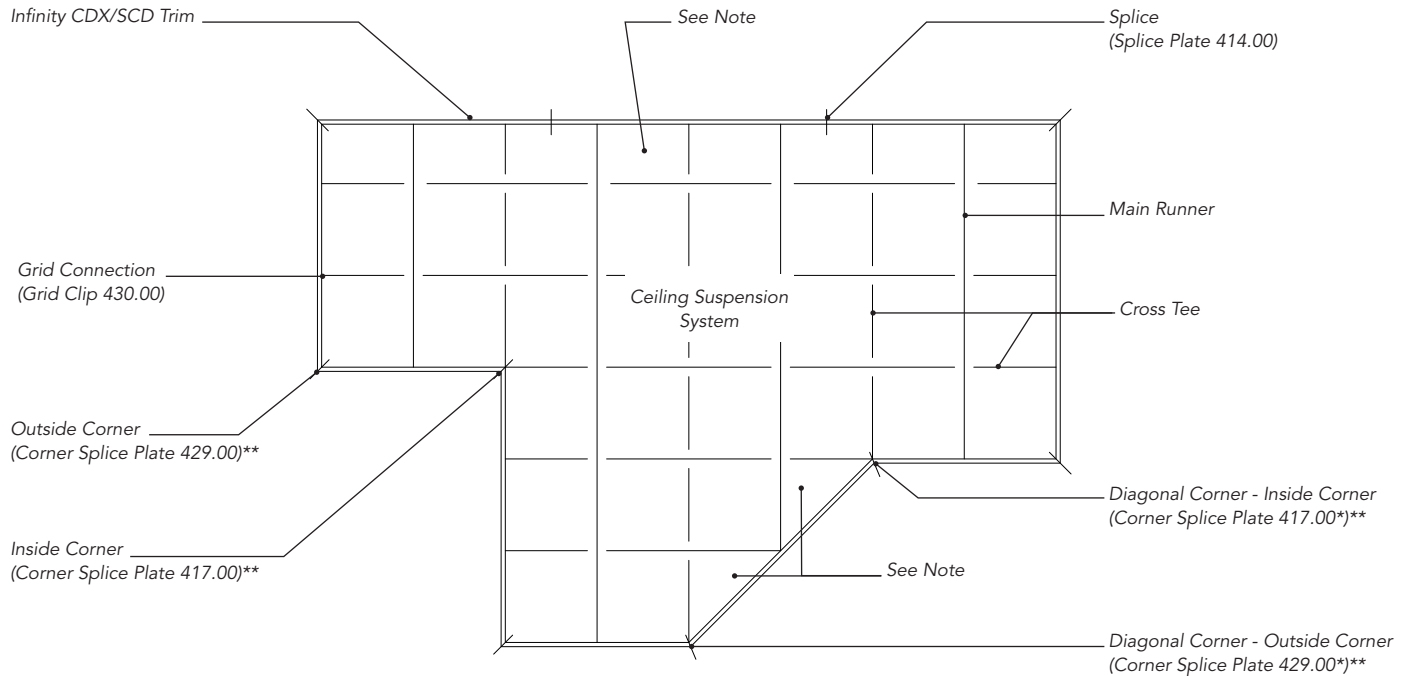 Infinity CDX/SCD Trim
See Note
Splice
(Splice Plate 414.00)
Main Runner
Grid Connection
(Grid Clip 430.00)
Ceiling Suspension
System
Cross Tee
Outside Corner
(Corner Splice Plate 429.00)**
Diagonal Corner - Inside Corner
(Corner Splice Plate 417.00*)**
Inside Corner
(Corner Splice Plate 417.00)**
See Note
Diagonal Corner - Outside Corner
(Corner Splice Plate 429.00*)**